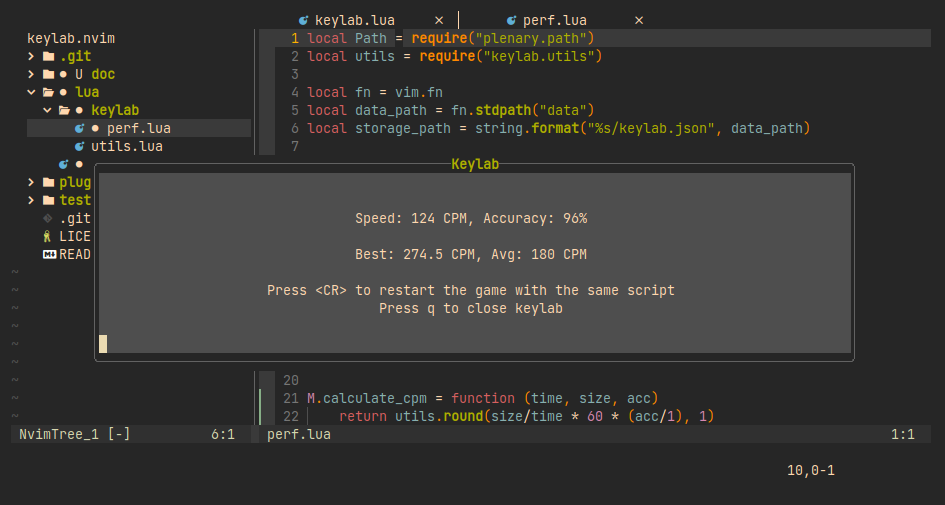 keylab.lua × perf.lua ×
keylab.nvim
.git
U doc
lua
keylab
perf.lua
utils.lua
plug
test
.git
LICE
READ
~
~
~
~
~
~
~
~
~
1 local Path = require("plenary.path")
2 local utils = require("keylab.utils")
3
4 local fn = vim.fn
5 local data_path = fn.stdpath("data")
6 local storage_path = string.format("%s/keylab.json", data_path)
7
Keylab
Speed: 124 CPM, Accuracy: 96%
Best: 274.5 CPM, Avg: 180 CPM
Press <CR> to restart the game with the same script
Press q to close keylab
20
21 M.calculate_cpm = function (time, size, acc)
22 return utils.round(size/time * 60 * (acc/1), 1)
NvimTree_1 [-] 6:1 perf.lua 1:1
10,0-1